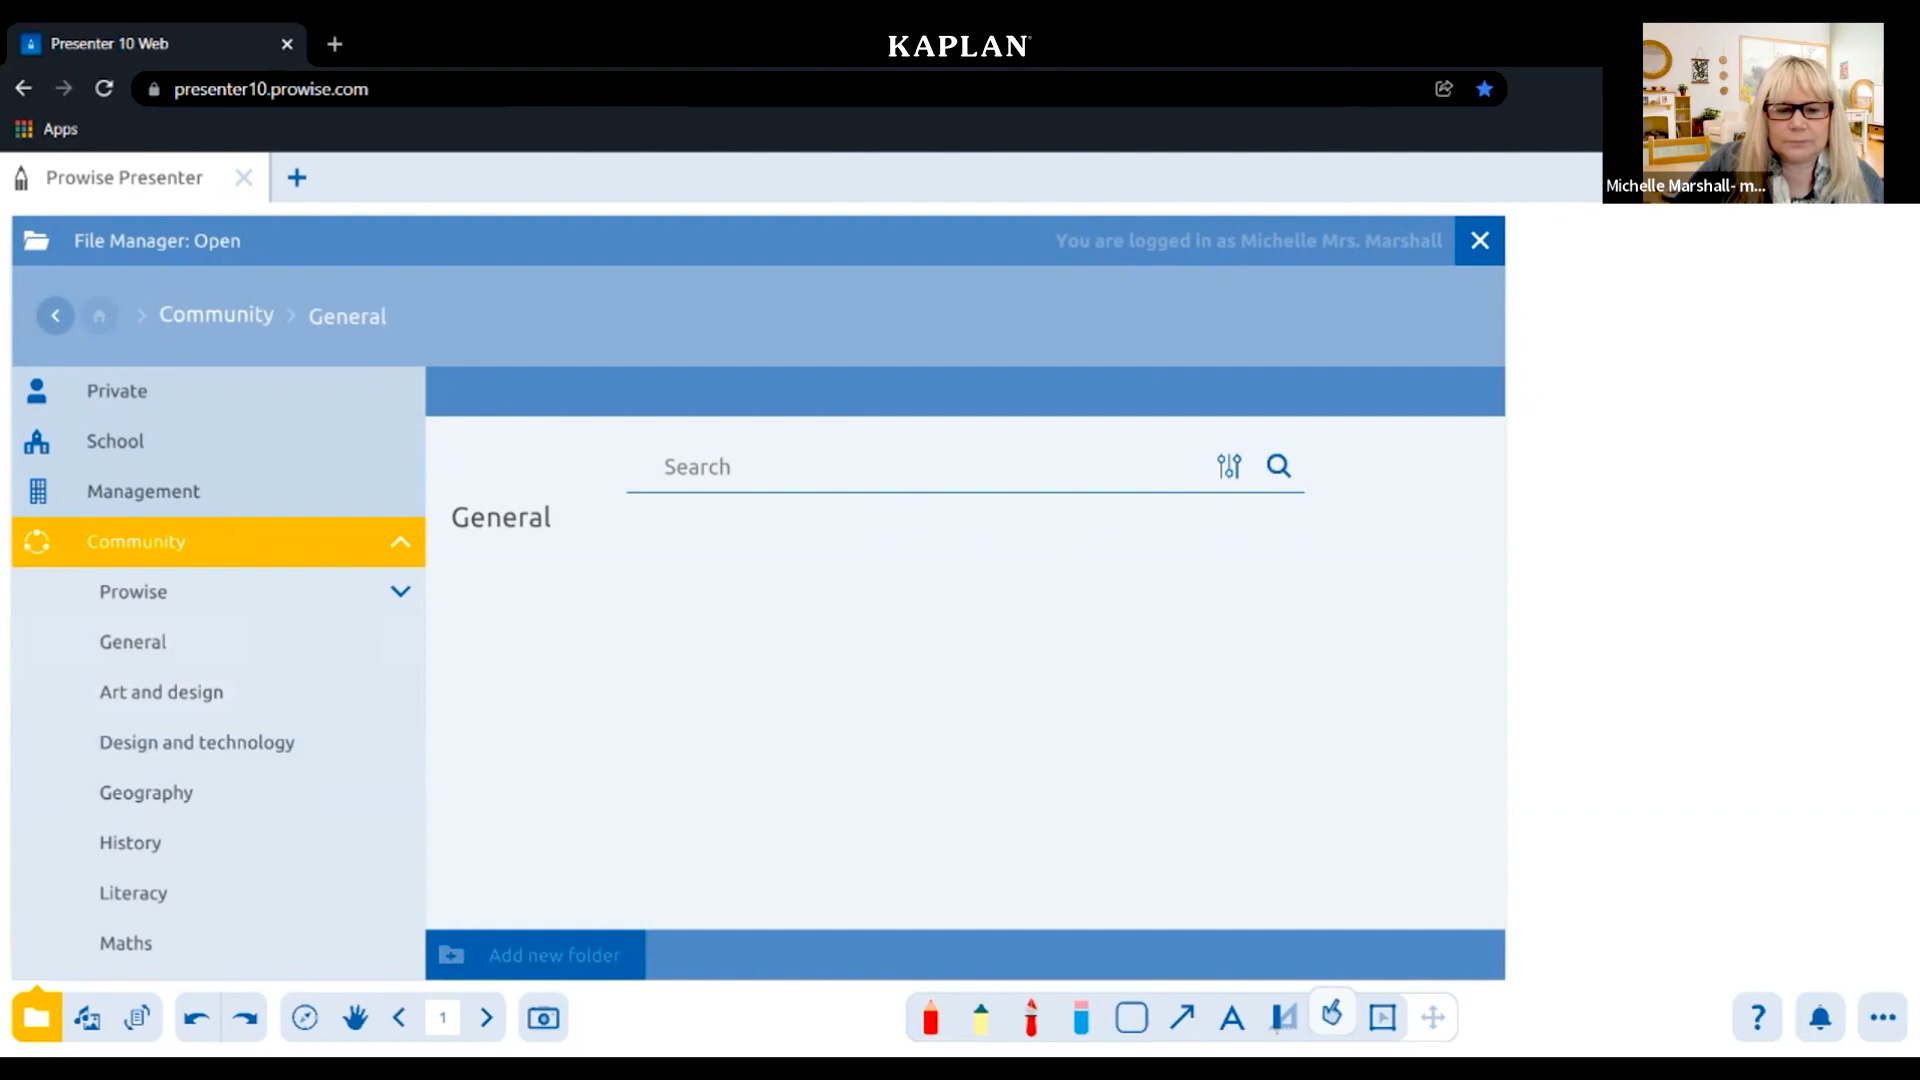 KAPLAN
Presenter 10 Web
presenter10.prowise.com
Apps
Prowise Presenter
Michelle Marshall- m...
File Manager: Open
You are logged in as Michelle Mrs. Marshall
Community
General
Private
School
Management
Community
Prowise
General
Art and design
Design and technology
Geography
History
Literacy
Maths
Search
General
Add new folder
1
?